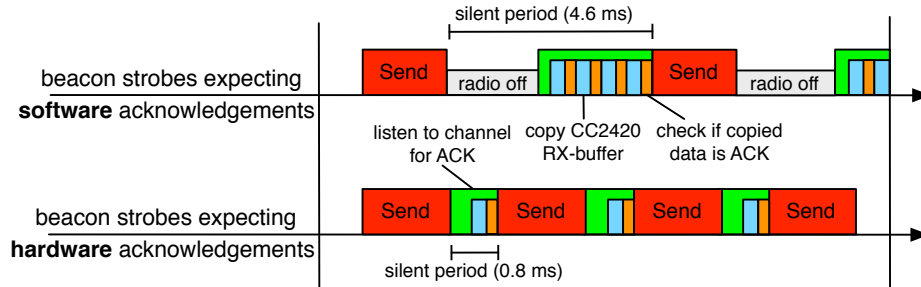 silent period (4.6 ms)
beacon strobes expecting
software acknowledgements
Send
radio off
Send
radio off
listen to channel
for ACK
copy CC2420
RX-buffer
check if copied
data is ACK
beacon strobes expecting
hardware acknowledgements
Send
Send
Send
Send
silent period (0.8 ms)